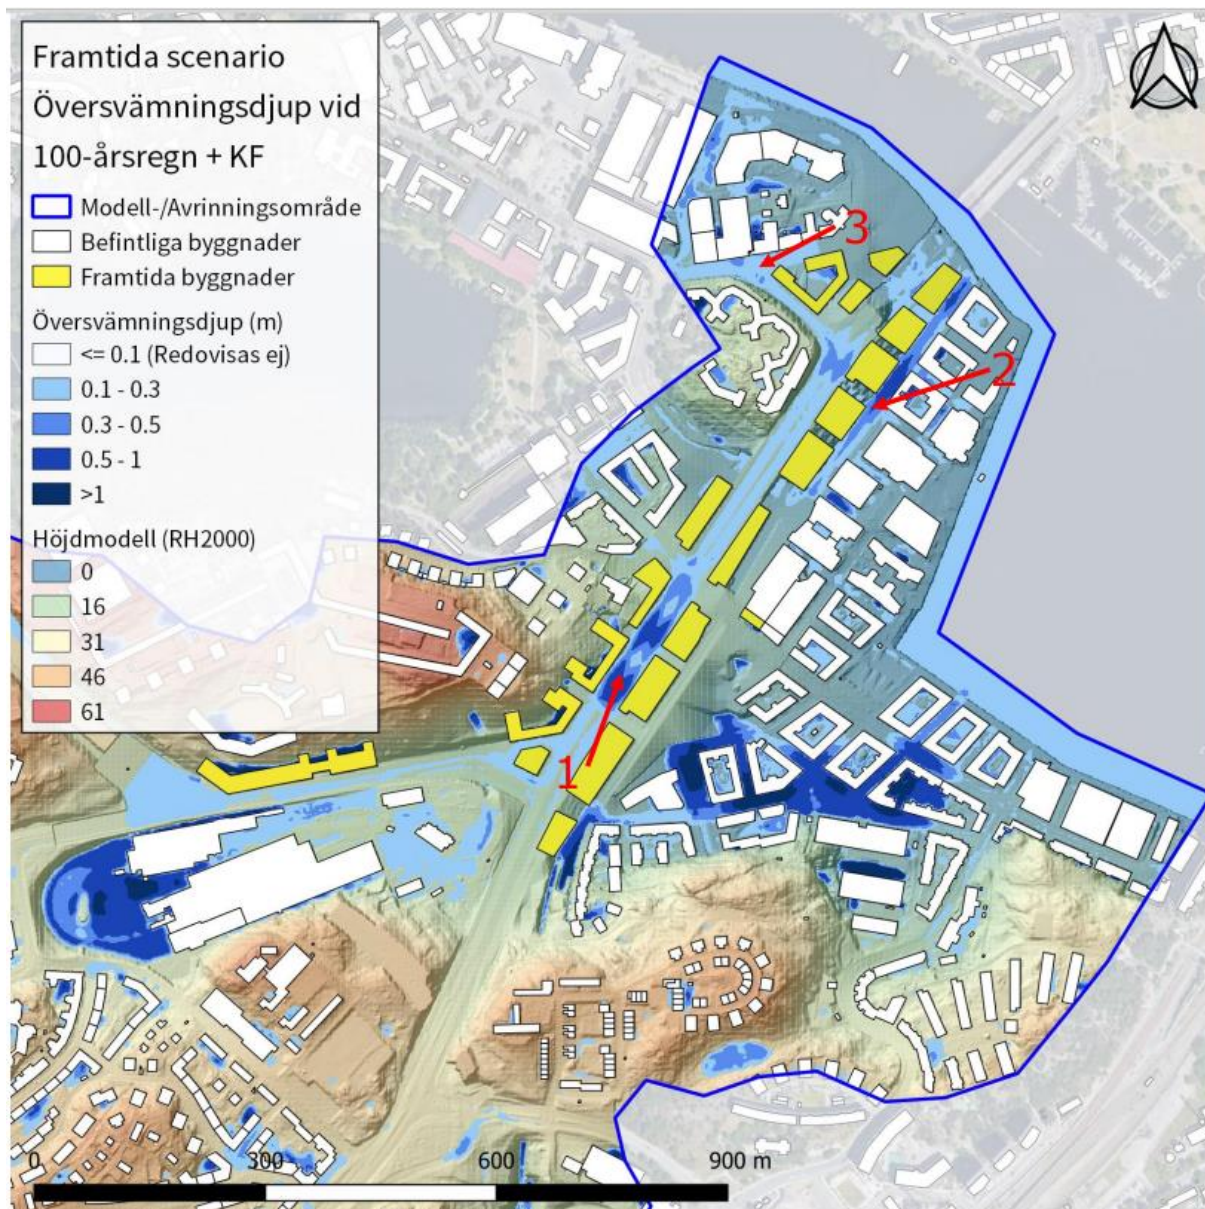 Framtida scenario
Översvämningsdjup vid
100-årsregn + KF
Modell-/Avrinningsområde
Befintliga byggnader
Framtida byggnader
Översvämningsdjup (m)
<= 0.1 (Redovisas ej)
0.1 - 0.3
0.3 - 0.5
0.5 - 1
>1
Höjdmodell (RH2000)
0
16
31
46
61
3
2
1
0 300 600 900 m